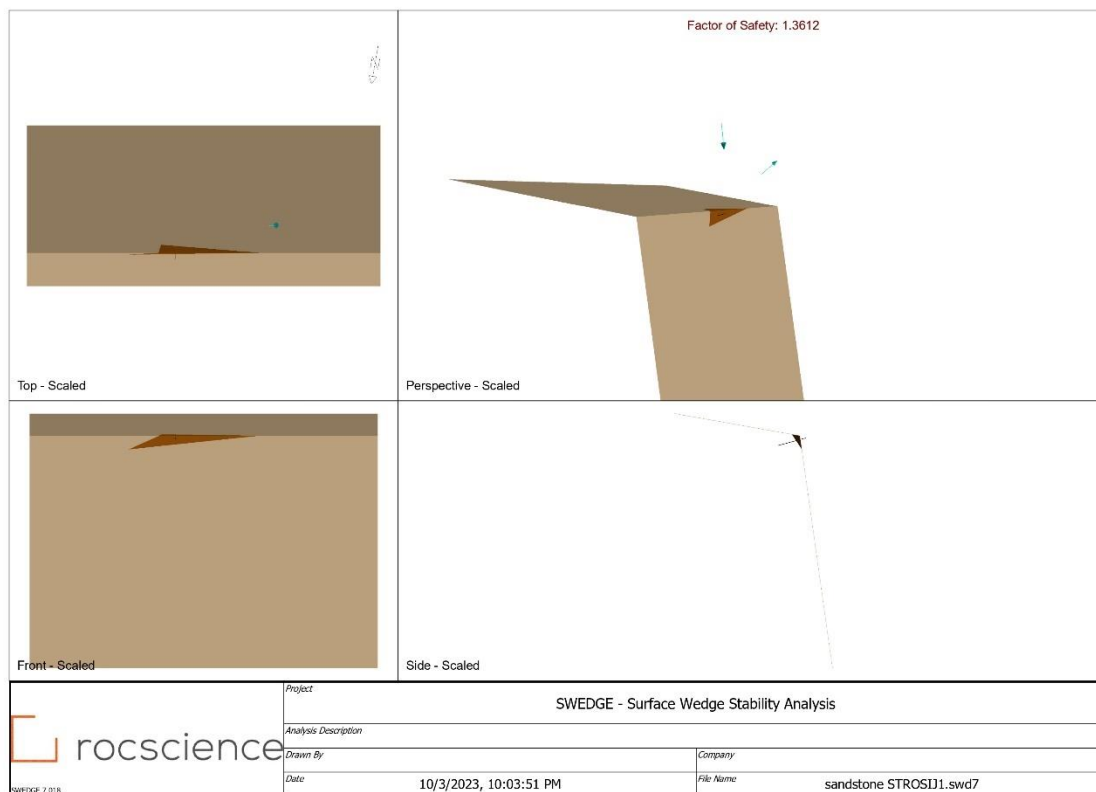 Factor of Safety: 1.3612
Top - Scaled
Perspective - Scaled
Front - Scaled
Side - Scaled
rocscience
SWEDGE 7.018
Project
SWEDGE - Surface Wedge Stability Analysis
Analysis Description
Drawn By
Company
Date
10/3/2023, 10:03:51 PM
File Name
sandstone STROSIJ1.swd7